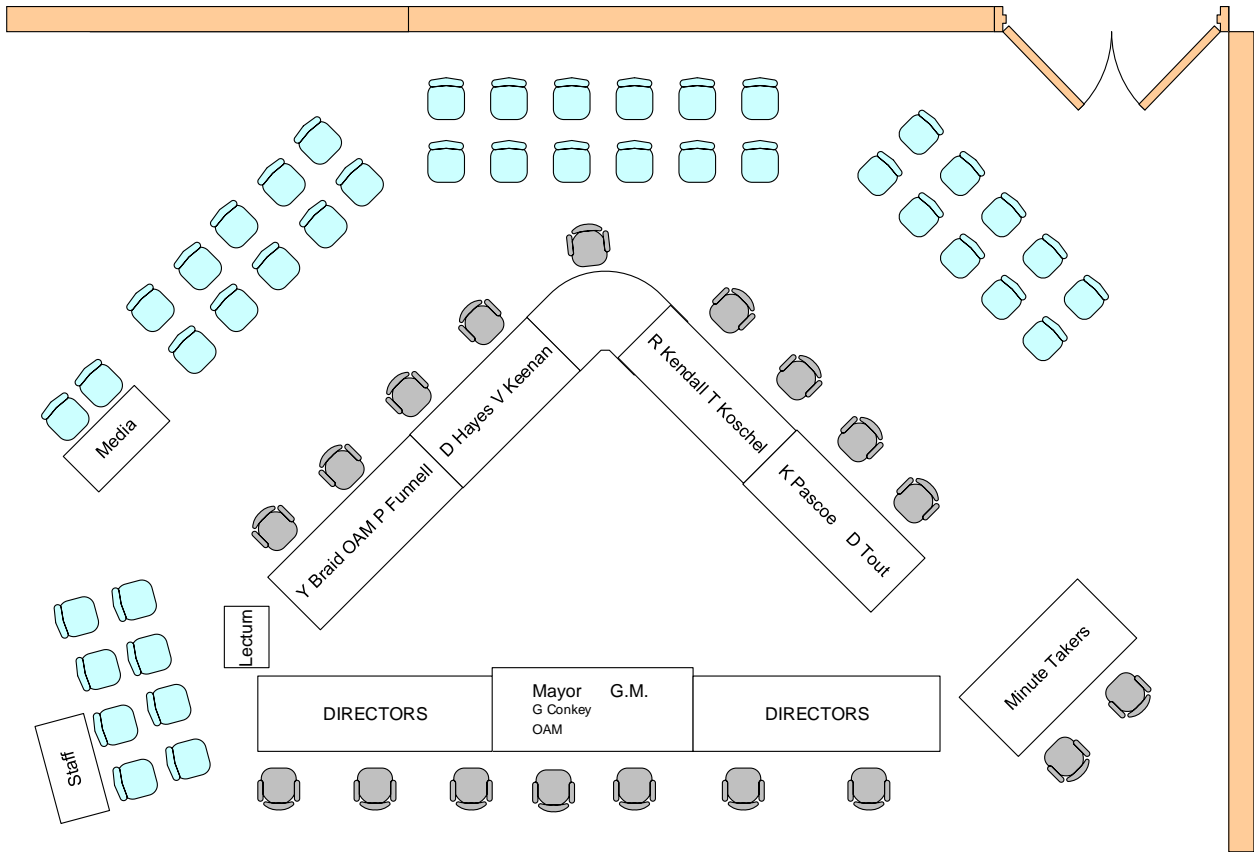 R Kendall T Koschel
D Hayes V Keenan
Media
K Pascoe D Tout
Y Braid OAM P Funnell
Lectum
Minute Takers
Mayor G.M.
G Conkey
OAM
DIRECTORS
DIRECTORS
Staff